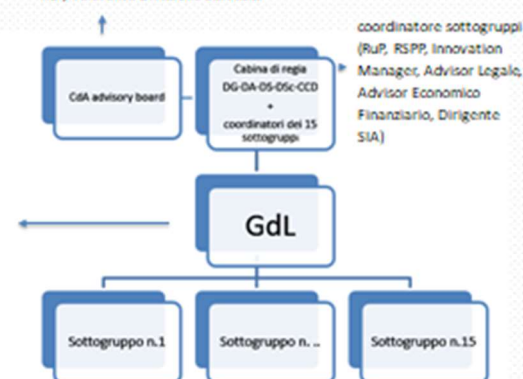 coordinatore sottogruppi
(RuP, RSPP, Innovation
Manager, Advisor Legale,
Advisor Economico
Finanziario, Dirigente
SIA)
CdA advisory board
Cabina di regia
DG-DA-DS-DSc-CCD
+
coordinatori dei 15
sottogruppi
GdL
Sottogruppo n.1
Sottogruppo n. ..
Sottogruppo n.15